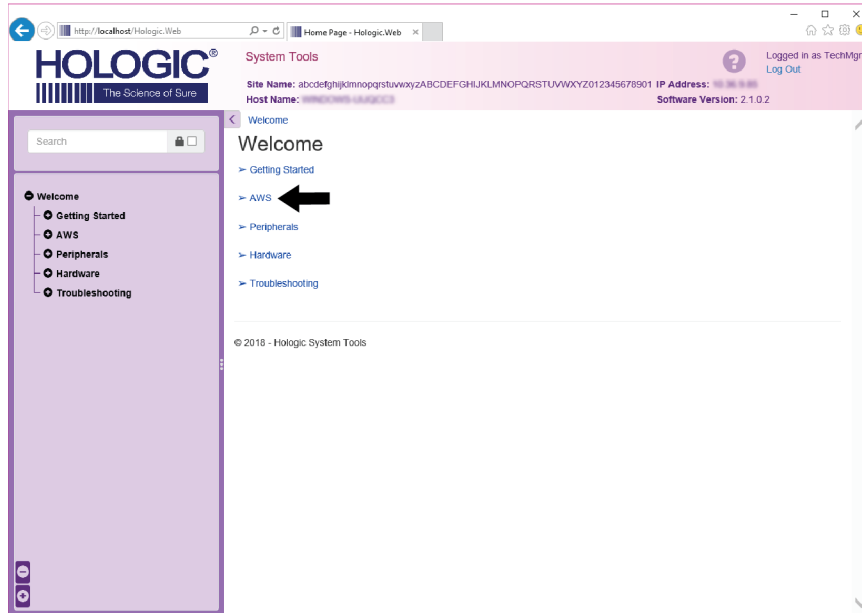 http://localhost/Hologic.Web
Home Page - Hologic.Web
HOLOGIC®
The Science of Sure
System Tools
Logged in as TechMgr
Log Out
Site Name: abcdefghijklmnopqrstuvwxyzABCDEFGHIJKLMNOPQRSTUVWXYZ012345678901 IP Address:
Host Name:
Software Version: 2.1.0.2
Search
Welcome
Getting Started
AWS
Peripherals
Hardware
Troubleshooting
Welcome
Welcome
➢ Getting Started
➢ AWS
➢ Peripherals
➢ Hardware
➢ Troubleshooting
© 2018 - Hologic System Tools